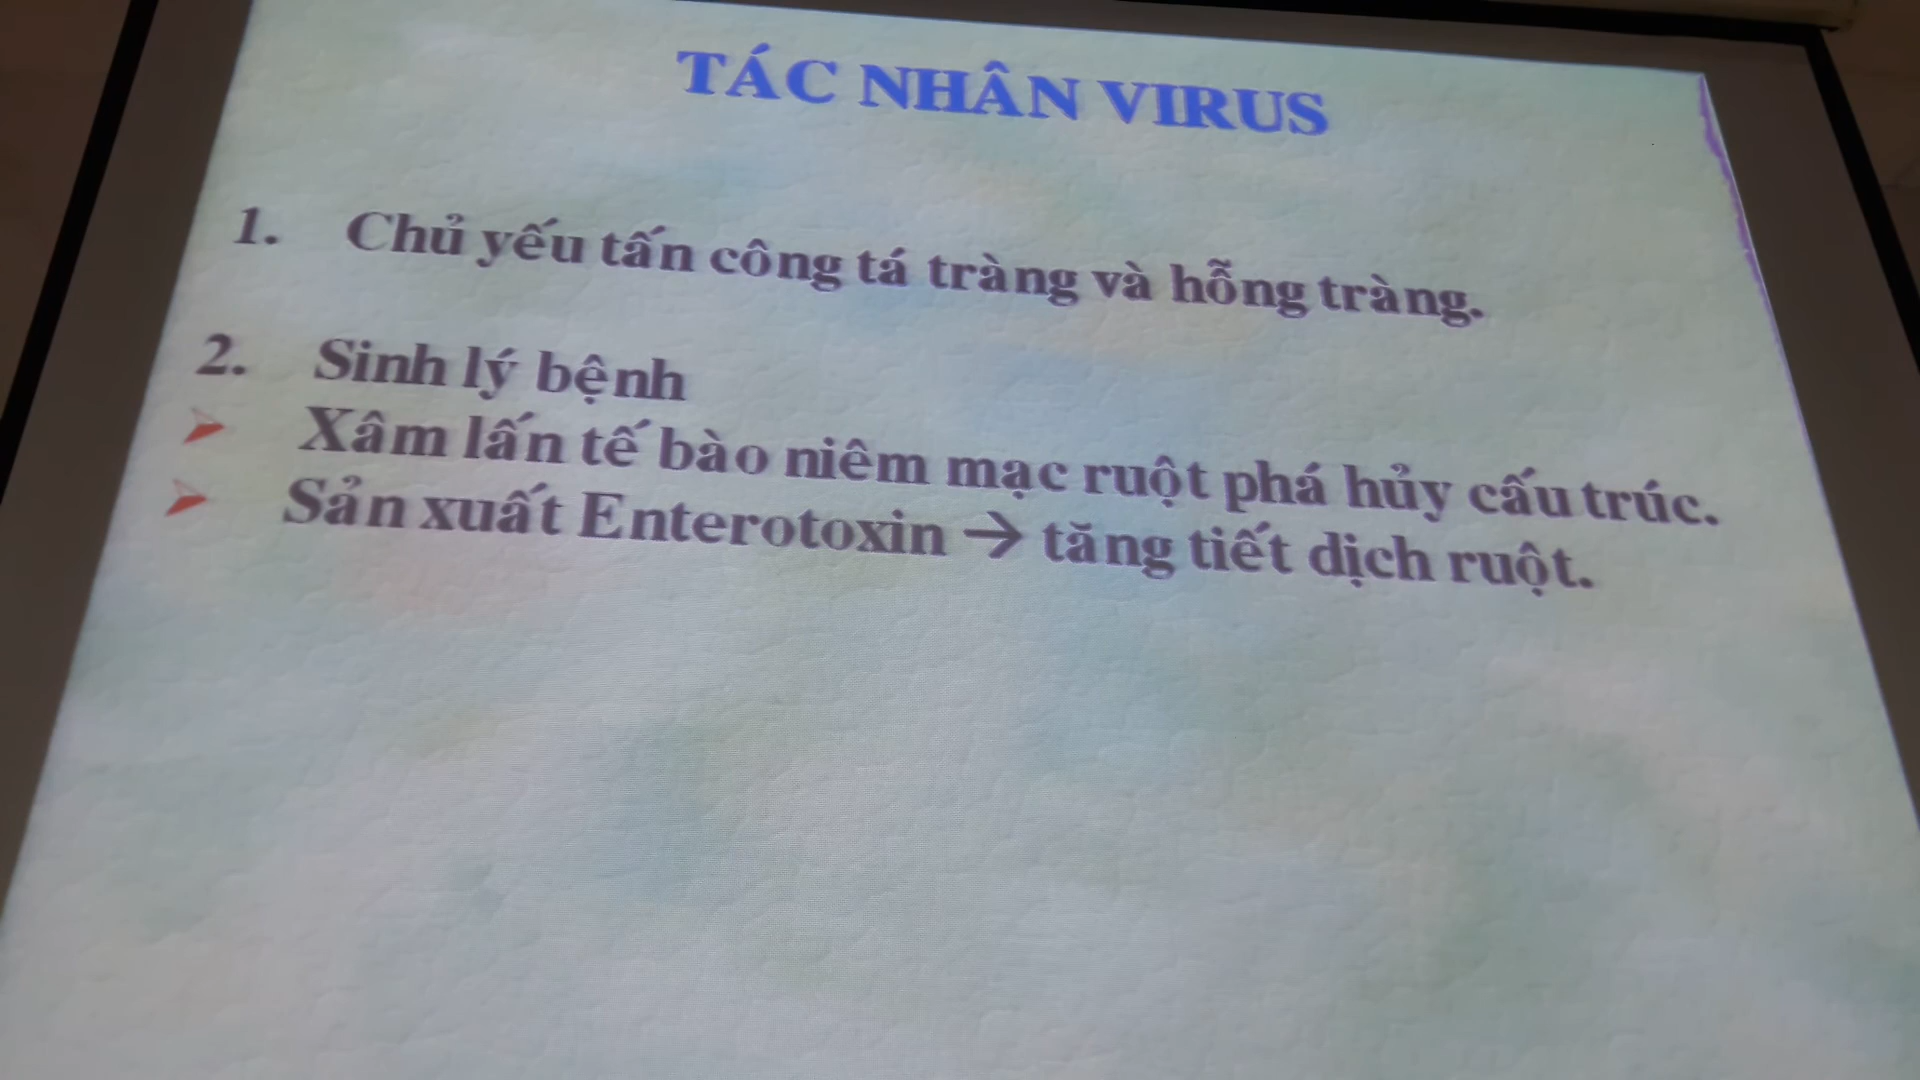 TÁC NHÂN VIRUS
1. Chủ yếu tấn công tá tràng và hỗng tràng.
2. Sinh lý bệnh
➢ Xâm lấn tế bào niêm mạc ruột phá hủy cấu trúc.
➢ Sản xuất Enterotoxin → tăng tiết dịch ruột.